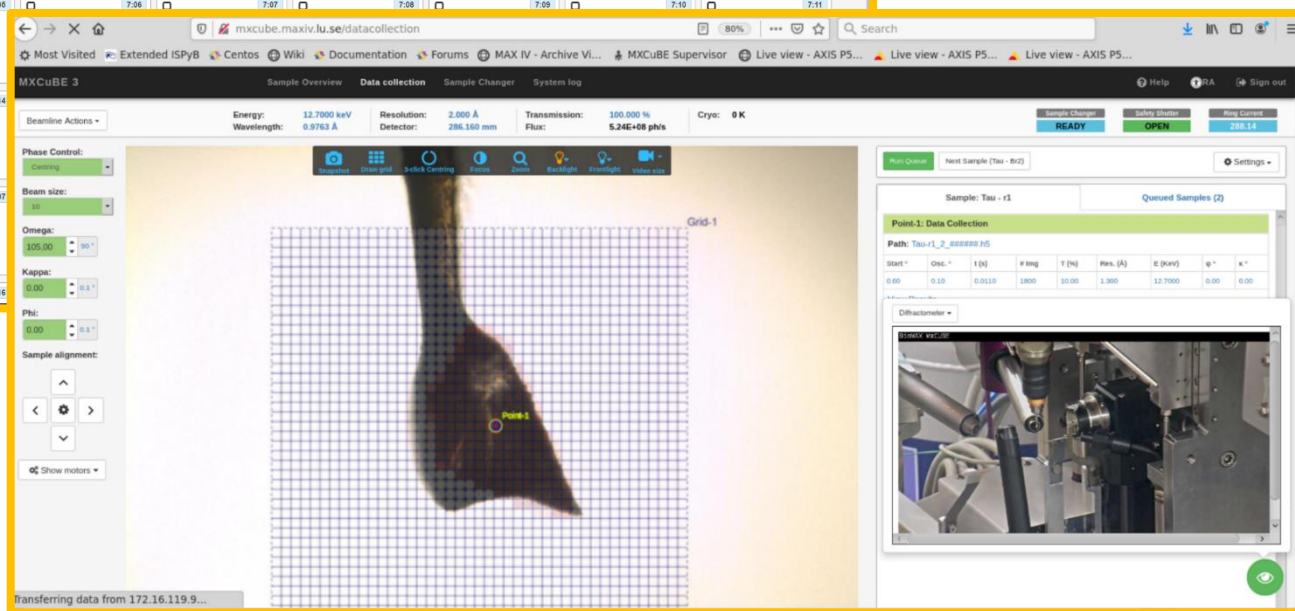 7:06 7:07 7:08 7:09 7:10 7:11
mxcube.maxiv.lu.se/datacollection
80%
Search
Most Visited Extended ISPyB Centos Wiki Documentation Forums MAX IV - Archive Vi... MXCuBE Supervisor Live view - AXIS P5... Live view - AXIS P5... Live view - AXIS P5...
MXCuBE 3 Sample Overview Data collection Sample Changer System log Help RA Sign out
Beamline Actions
Energy: 12.7000 keV Resolution: 2.000 Å Transmission: 100.000 % Cryo: 0 K
Wavelength: 0.9763 Å Detector: 286.160 mm Flux: 5.24E+08 ph/s
Sample Changer Safety Shutter Ring Current
READY OPEN 288.14
Phase Control:
Centring
Beam size:
10
Omega:
105.00 90 °
Kappa:
0.00 0.1 °
Phi:
0.00 0.1 °
Sample alignment:
Show motors
Snapshot Draw grid 3-click Centring Focus Zoom Backlight Frontlight Video size
Grid-1
Point-1
Run Queue Next Sample (Tau - Br2) Settings
Sample: Tau - r1 Queued Samples (2)
Point-1: Data Collection
Path: Tau-r1_2_######.h5
Start ° Osc. ° t (s) # Img T (%) Res. (Å) E (KeV) φ ° κ °
0.60 0.10 0.0110 1800 10.00 1.360 12.7000 0.00 0.00
Diffractometer
BioMAX MXCuBE
Transferring data from 172.16.119.9...